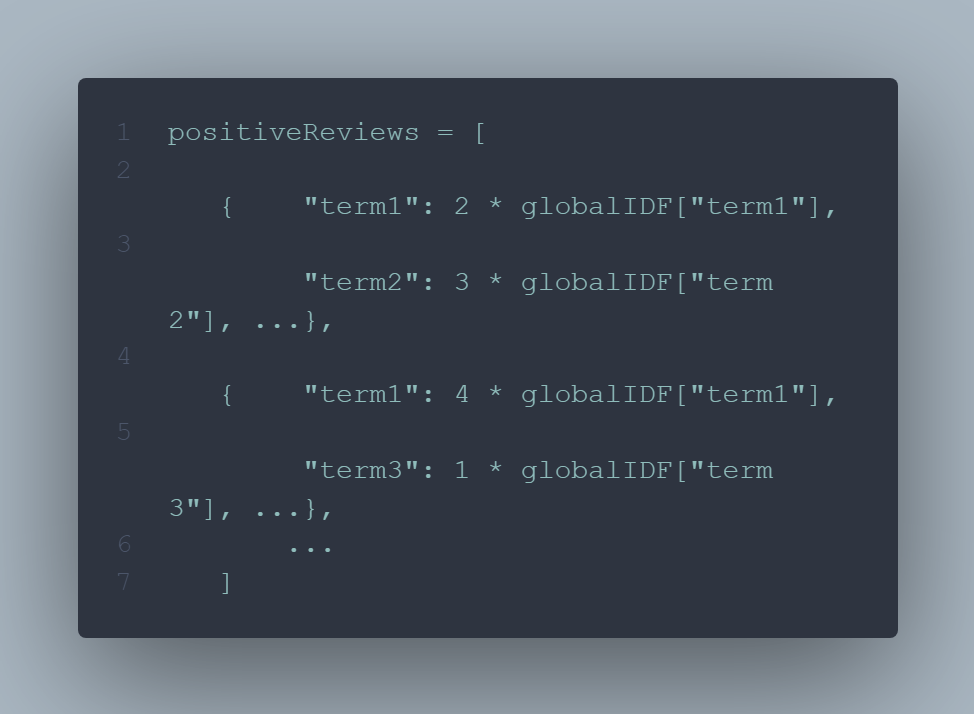 1 positiveReviews = [
2
{ "term1": 2 * globalIDF["term1"],
3
"term2": 3 * globalIDF["term
2"], ...},
4
{ "term1": 4 * globalIDF["term1"],
5
"term3": 1 * globalIDF["term
3"], ...},
6 ...
7 ]